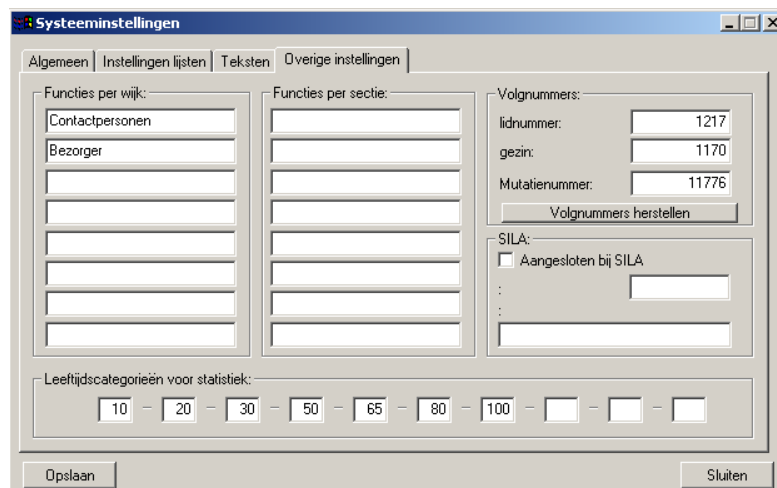 Systeeminstellingen
Algemeen Instellingen lijsten Teksten Overige instellingen
Functies per wijk:
Contactpersonen
Bezorger
Functies per sectie:
Volgnummers:
lidnummer: 1217
gezin: 1170
Mutatienummer: 11776
Volgnummers herstellen
SILA:
Aangesloten bij SILA
:
:
Leeftijdscategorieën voor statistiek:
10 – 20 – 30 – 50 – 65 – 80 – 100 – – –
Opslaan Sluiten